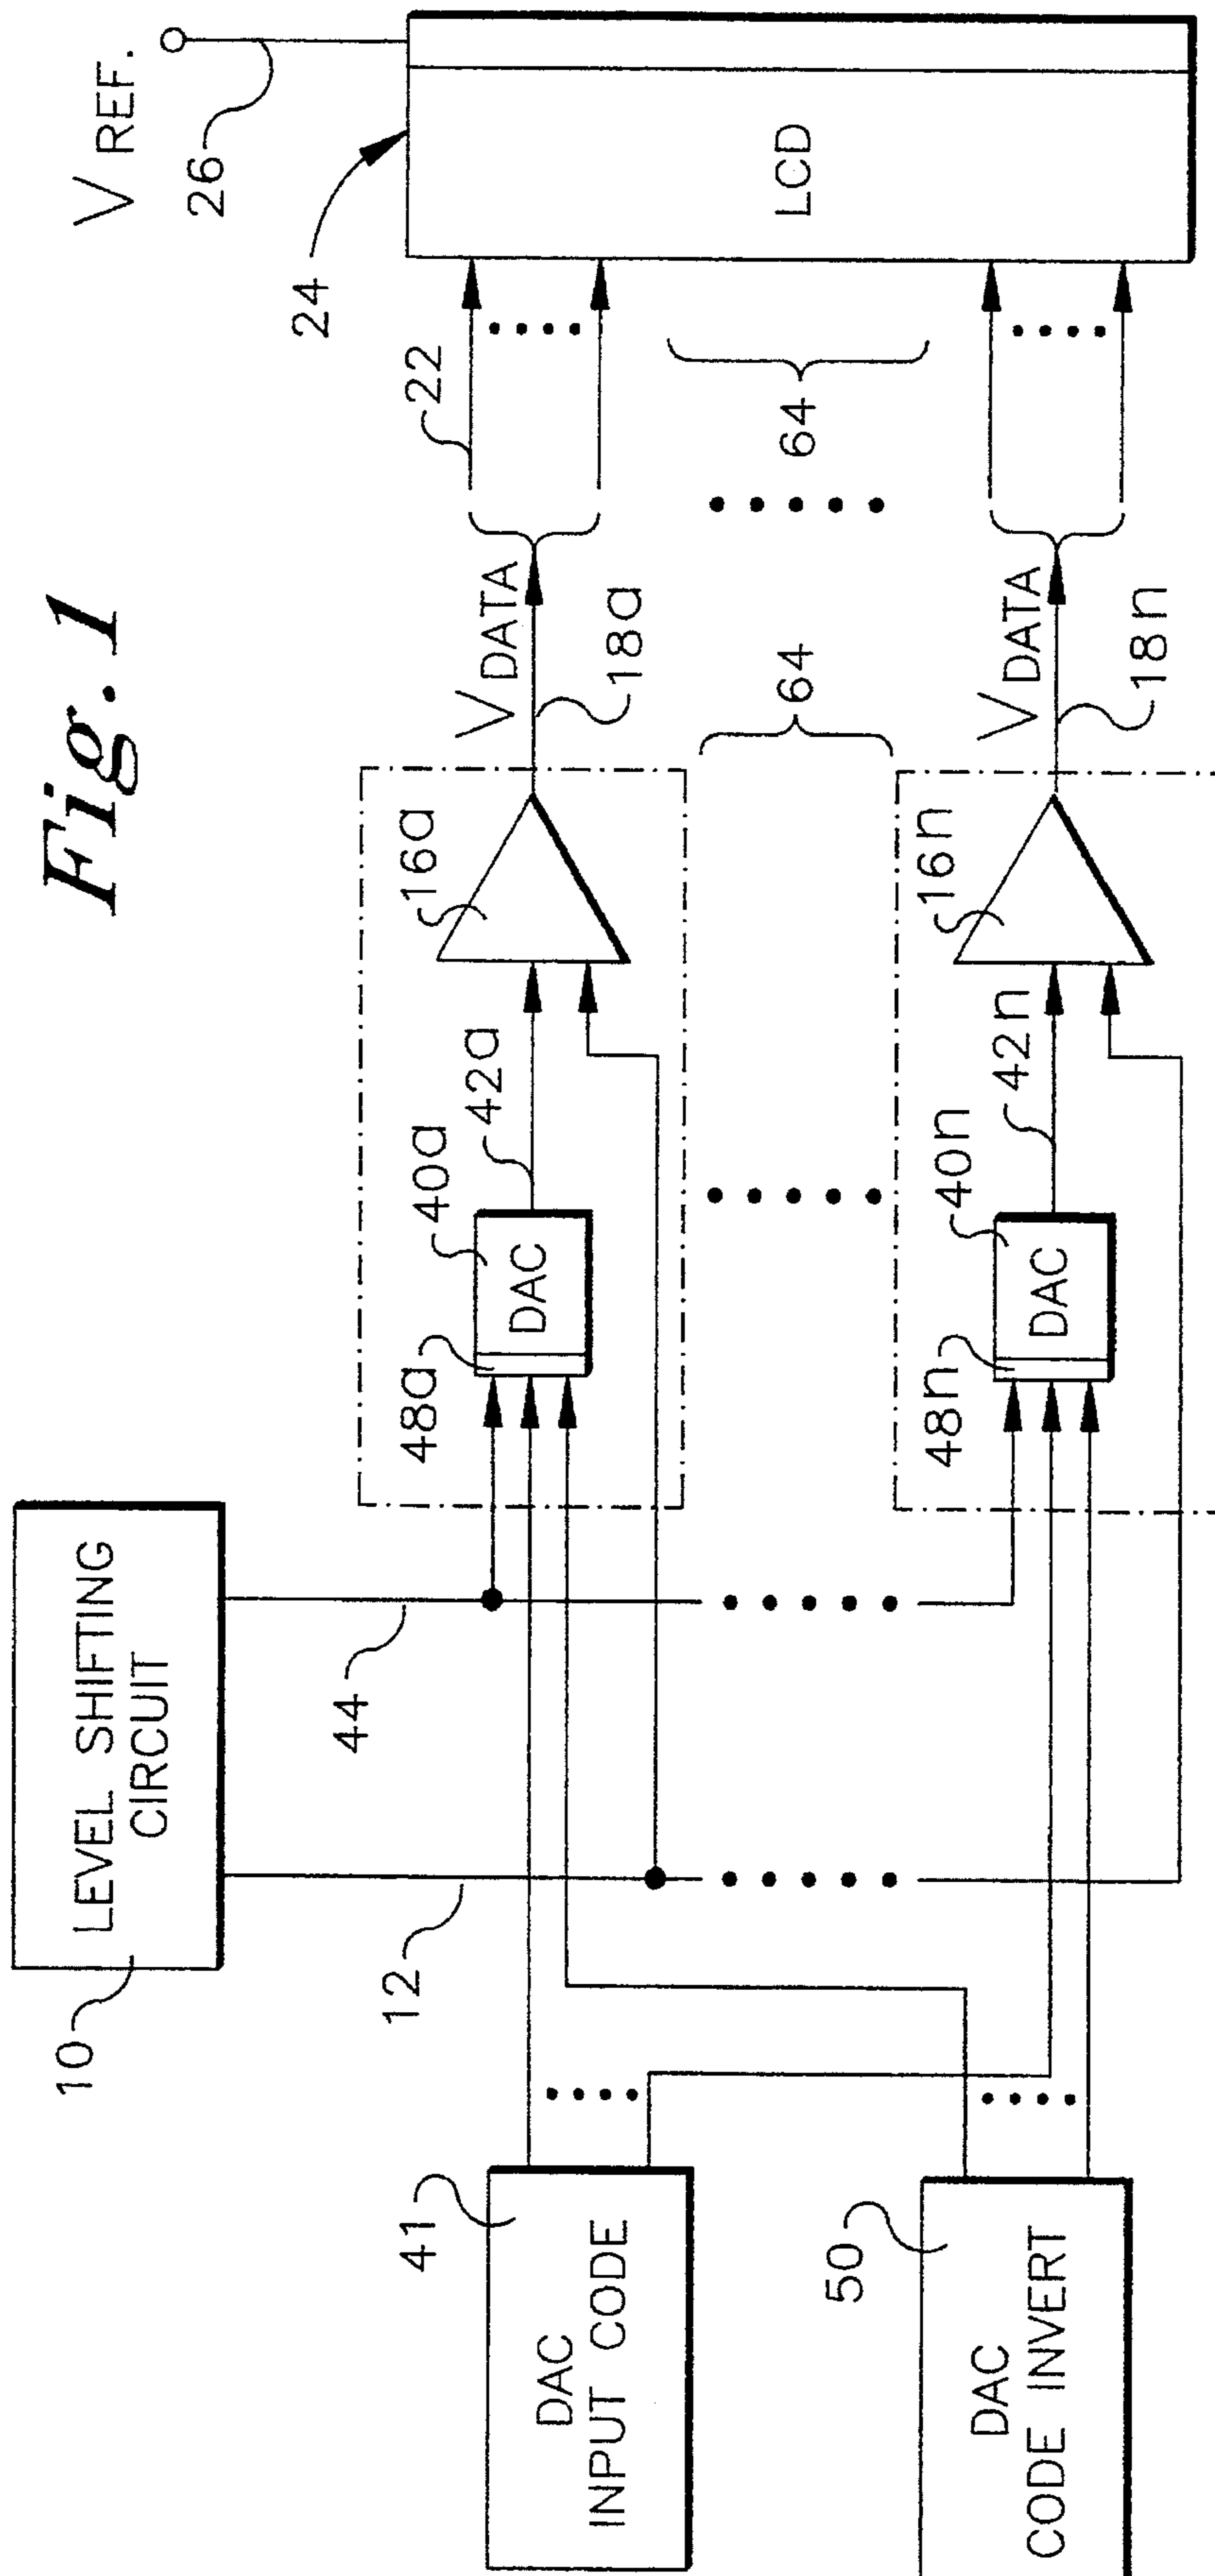 Fig. 1
10
LEVEL SHIFTING
CIRCUIT
12
44
41
DAC
INPUT CODE
50
DAC
CODE INVERT
48a
DAC
40a
42a
16a
V DATA
18a
22
24
V REF.
26
LCD
64
64
48n
DAC
40n
42n
16n
V DATA
18n